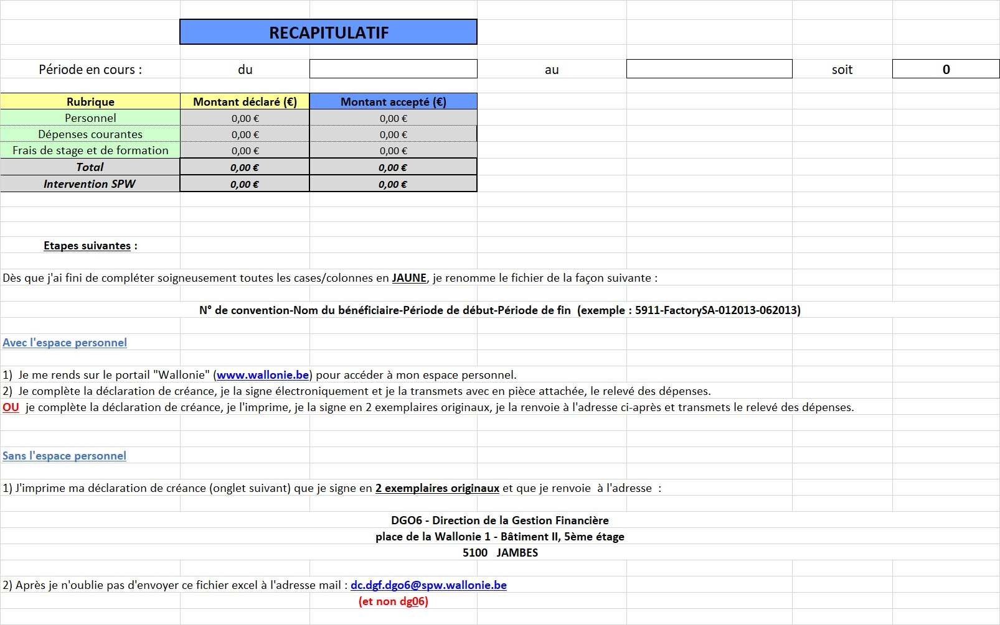 RECAPITULATIF
Période en cours : du au soit 0
Rubrique Montant déclaré (€) Montant accepté (€)
Personnel 0,00 € 0,00 €
Dépenses courantes 0,00 € 0,00 €
Frais de stage et de formation 0,00 € 0,00 €
Total 0,00 € 0,00 €
Intervention SPW 0,00 € 0,00 €
Etapes suivantes :
Dès que j'ai fini de compléter soigneusement toutes les cases/colonnes en JAUNE, je renomme le fichier de la façon suivante :
N° de convention-Nom du bénéficiaire-Période de début-Période de fin (exemple : 5911-FactorySA-012013-062013)
Avec l'espace personnel
1) Je me rends sur le portail "Wallonie" (www.wallonie.be) pour accéder à mon espace personnel.
2) Je complète la déclaration de créance, je la signe électroniquement et je la transmets avec en pièce attachée, le relevé des dépenses.
OU je complète la déclaration de créance, je l'imprime, je la signe en 2 exemplaires originaux, je la renvoie à l'adresse ci-après et transmets le relevé des dépenses.
Sans l'espace personnel
1) J'imprime ma déclaration de créance (onglet suivant) que je signe en 2 exemplaires originaux et que je renvoie à l'adresse :
DGO6 - Direction de la Gestion Financière
place de la Wallonie 1 - Bâtiment II, 5ème étage
5100 JAMBES
2) Après je n'oublie pas d'envoyer ce fichier excel à l'adresse mail : dc.dgf.dgo6@spw.wallonie.be
(et non dg06)